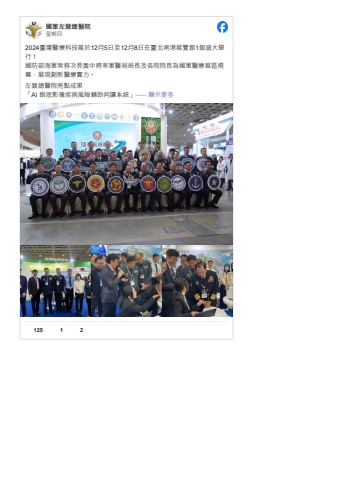 國軍左營總醫院
星期四
2024臺灣醫療科技展於12月5日至12月8日在臺北南港展覽館1館盛大舉
行！
國防部海軍常務次長黃中將率軍醫局局長及各院院長為國軍醫療展區揭
幕，展現創新醫療實力。
左營總醫院亮點成果
「AI 眼底影像疾病風險輔助判讀系統」----- 顯示更多
125 1 2